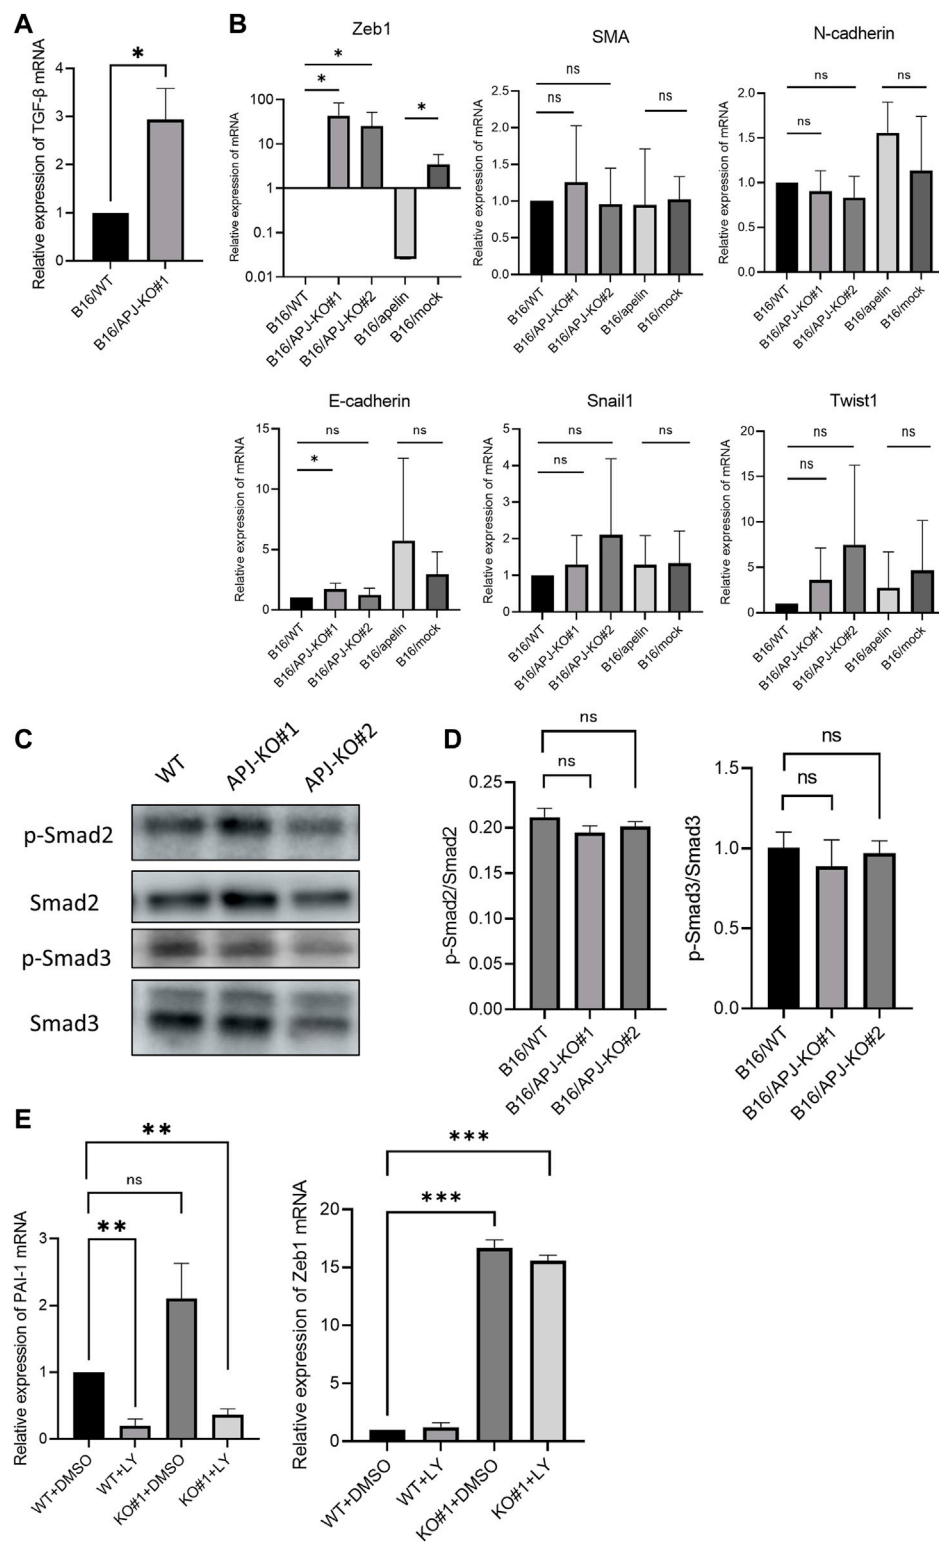 A
Relative expression of TGF-β mRNA
4
3
2
1
0
*
B16/WT
B16/APJ-KO#1
B
Zeb1
Relative expression of mRNA
100
10
1
0.1
0.01
*
*
*
B16/WT
B16/APJ-KO#1
B16/APJ-KO#2
B16/apelin
B16/mock
SMA
Relative expression of mRNA
2.5
2.0
1.5
1.0
0.5
0.0
ns
ns
ns
B16/WT
B16/APJ-KO#1
B16/APJ-KO#2
B16/apelin
B16/mock
N-cadherin
Relative expression of mRNA
2.0
1.5
1.0
0.5
0.0
ns
ns
ns
B16/WT
B16/APJ-KO#1
B16/APJ-KO#2
B16/apelin
B16/mock
E-cadherin
Relative expression of mRNA
15
10
5
0
ns
ns
*
B16/WT
B16/APJ-KO#1
B16/APJ-KO#2
B16/apelin
B16/mock
Snail1
Relative expression of mRNA
5
4
3
2
1
0
ns
ns
ns
B16/WT
B16/APJ-KO#1
B16/APJ-KO#2
B16/apelin
B16/mock
Twist1
Relative expression of mRNA
20
15
10
5
0
ns
ns
ns
B16/WT
B16/APJ-KO#1
B16/APJ-KO#2
B16/apelin
B16/mock
C
WT
APJ-KO#1
APJ-KO#2
p-Smad2
Smad2
p-Smad3
Smad3
D
p-Smad2/Smad2
0.25
0.20
0.15
0.10
0.05
0.00
ns
ns
B16/WT
B16/APJ-KO#1
B16/APJ-KO#2
p-Smad3/Smad3
1.5
1.0
0.5
0.0
ns
ns
B16/WT
B16/APJ-KO#1
B16/APJ-KO#2
E
Relative expression of PAI-1 mRNA
3
2
1
0
**
ns
**
WT+DMSO
WT+LY
KO#1+DMSO
KO#1+LY
Relative expression of Zeb1 mRNA
20
15
10
5
0
***
***
WT+DMSO
WT+LY
KO#1+DMSO
KO#1+LY